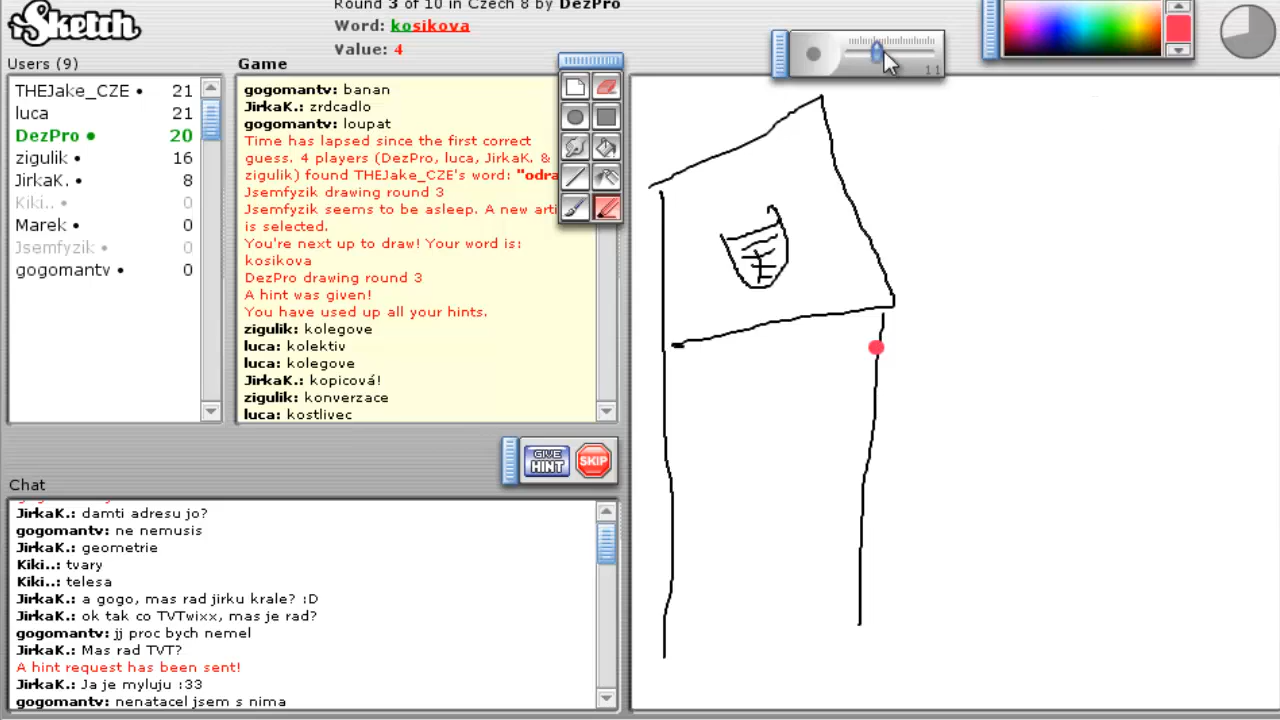 iSketch
Round 3 of 10 in Czech 8 by DezPro
Word: kosikova
Value: 4
Users (9)
THEJake_CZE • 21
luca 21
DezPro • 20
zigulik • 16
JirkaK. • 8
Kiki.. • 0
Marek • 0
Jsemfyzik • 0
gogomantv • 0
Game
gogomantv: banan
JirkaK.: zrdcadlo
gogomantv: loupat
Time has lapsed since the first correct
guess. 4 players (DezPro, luca, JirkaK. &
zigulik) found THEJake_CZE's word: "odra
Jsemfyzik drawing round 3
Jsemfyzik seems to be asleep. A new arti
is selected.
You're next up to draw! Your word is:
kosikova
DezPro drawing round 3
A hint was given!
You have used up all your hints.
zigulik: kolegove
luca: kolektiv
luca: kolegove
JirkaK.: kopicová!
zigulik: konverzace
luca: kostlivec
GIVE
HINT
SKIP
11
Chat
JirkaK.: damti adresu jo?
gogomantv: ne nemusis
JirkaK.: geometrie
Kiki..: tvary
Kiki..: telesa
JirkaK.: a gogo, mas rad jirku krale? :D
JirkaK.: ok tak co TVTwixx, mas je rad?
gogomantv: jj proc bych nemel
JirkaK.: Mas rad TVT?
A hint request has been sent!
JirkaK.: Ja je myluju :33
gogomantv: nenatacel jsem s nima